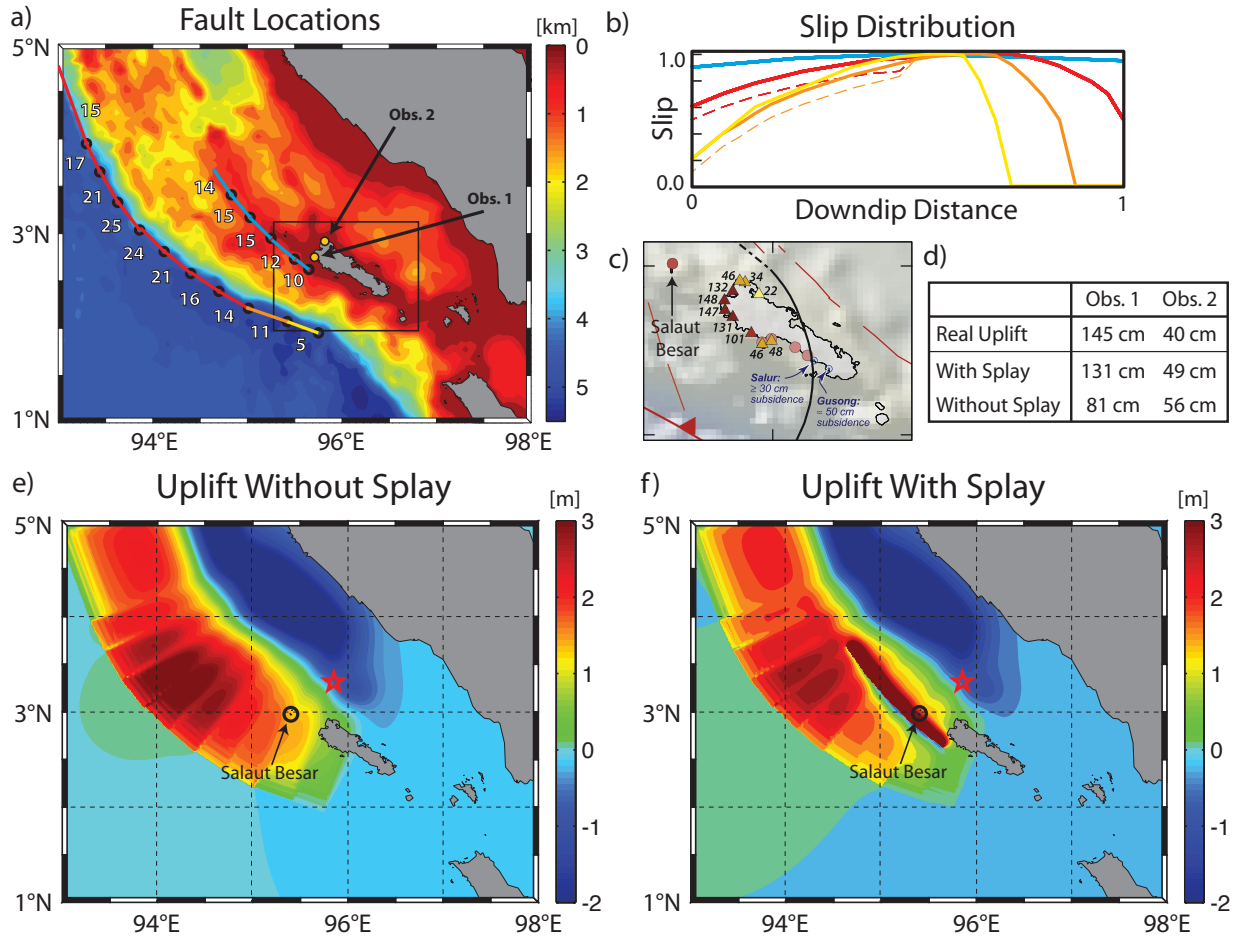 a)
Fault Locations
[km]
5°N
3°N
1°N
94°E
96°E
98°E
0
1
2
3
4
5
15
17
21
25
24
21
16
14
11
5
14
15
15
12
10
Obs. 2
Obs. 1
b)
Slip Distribution
1.0
Slip
0.0
0
Downdip Distance
1
c)
46
34
132
22
148
147
131
101
46
48
Salaut
Besar
Salur:
≥ 30 cm
subsidence
Gusong:
≈ 50 cm
subsidence
d)
Obs. 1 Obs. 2
Real Uplift 145 cm 40 cm
With Splay 131 cm 49 cm
Without Splay 81 cm 56 cm
e)
Uplift Without Splay
[m]
5°N
3°N
1°N
94°E
96°E
98°E
Salaut Besar
3
2
1
0
-1
-2
f)
Uplift With Splay
[m]
5°N
3°N
1°N
94°E
96°E
98°E
Salaut Besar
3
2
1
0
-1
-2